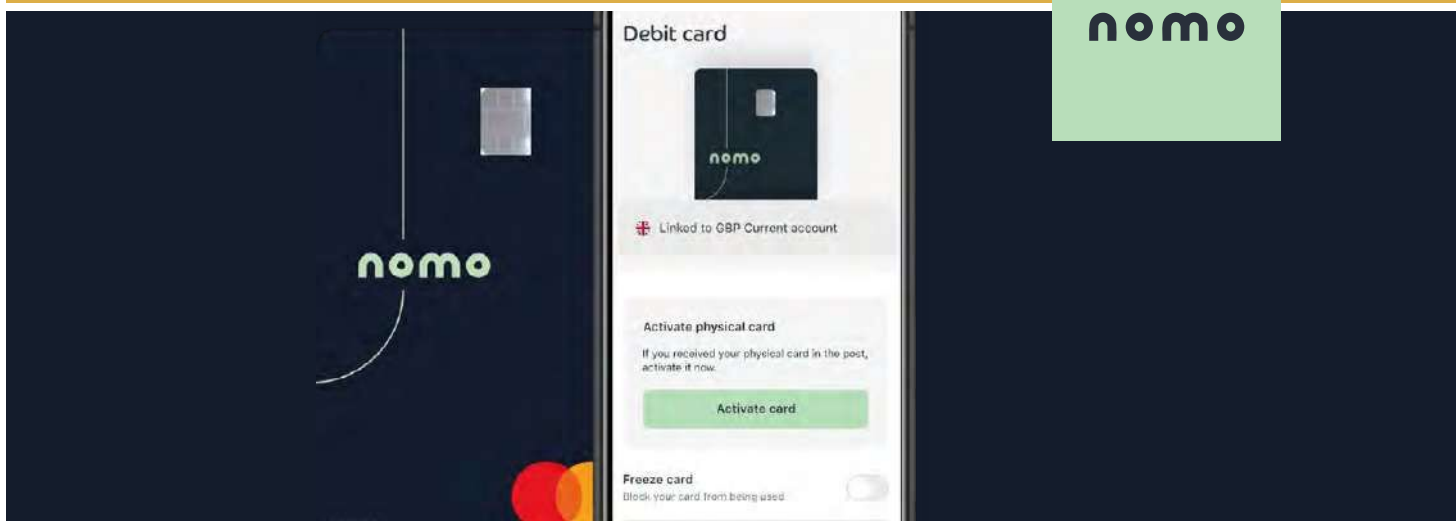 nomo
Debit card
nomo
Linked to GBP Current account
nomo
Activate physical card
If you received your physical card in the post,
activate it now.
Activate card
Freeze card
Block your card from being used